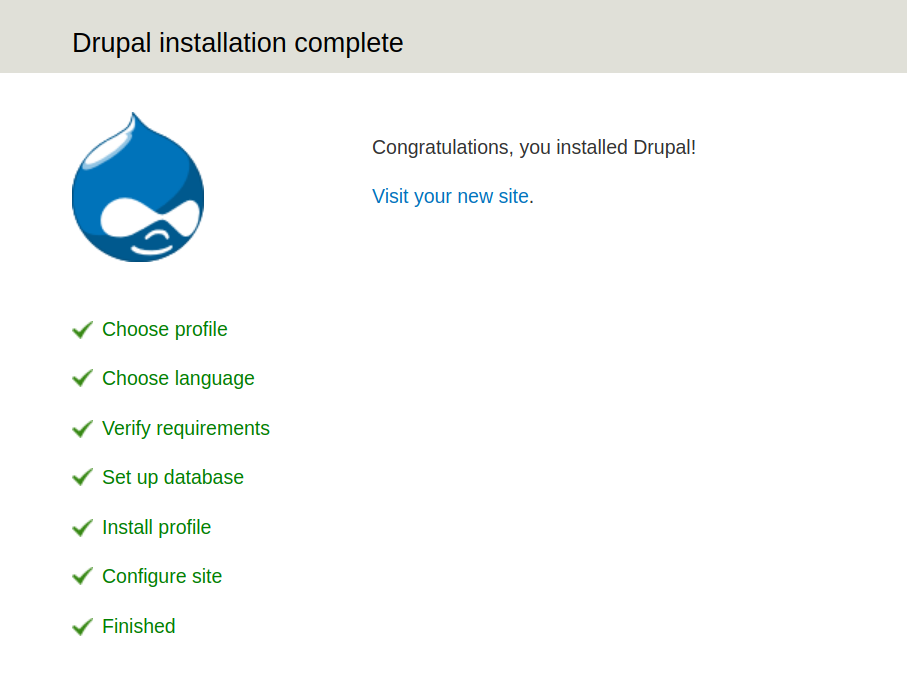 Drupal installation complete
Congratulations, you installed Drupal!
Visit your new site.
Choose profile
Choose language
Verify requirements
Set up database
Install profile
Configure site
Finished